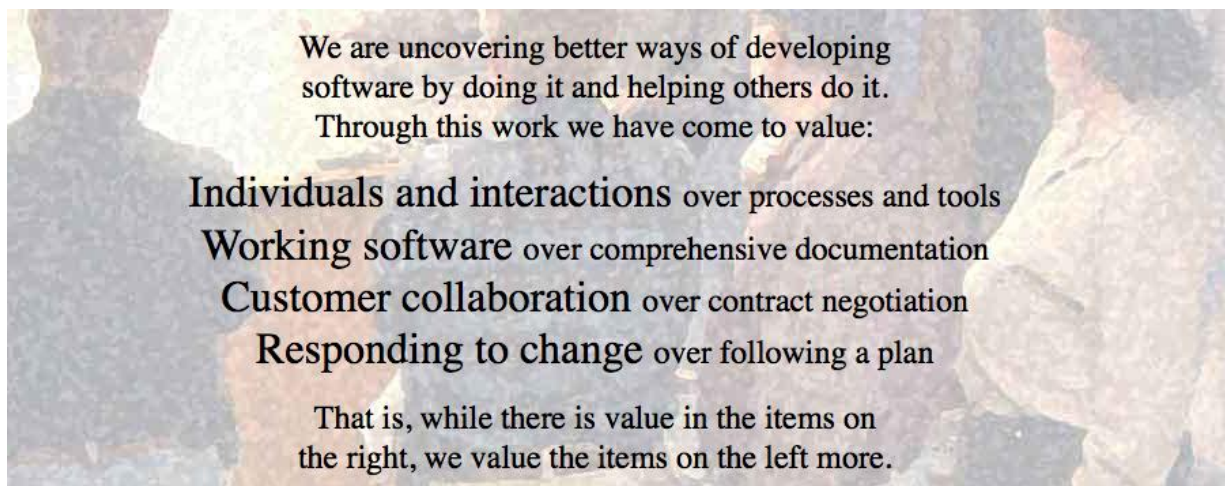 We are uncovering better ways of developing
software by doing it and helping others do it.
Through this work we have come to value:
Individuals and interactions over processes and tools
Working software over comprehensive documentation
Customer collaboration over contract negotiation
Responding to change over following a plan
That is, while there is value in the items on
the right, we value the items on the left more.